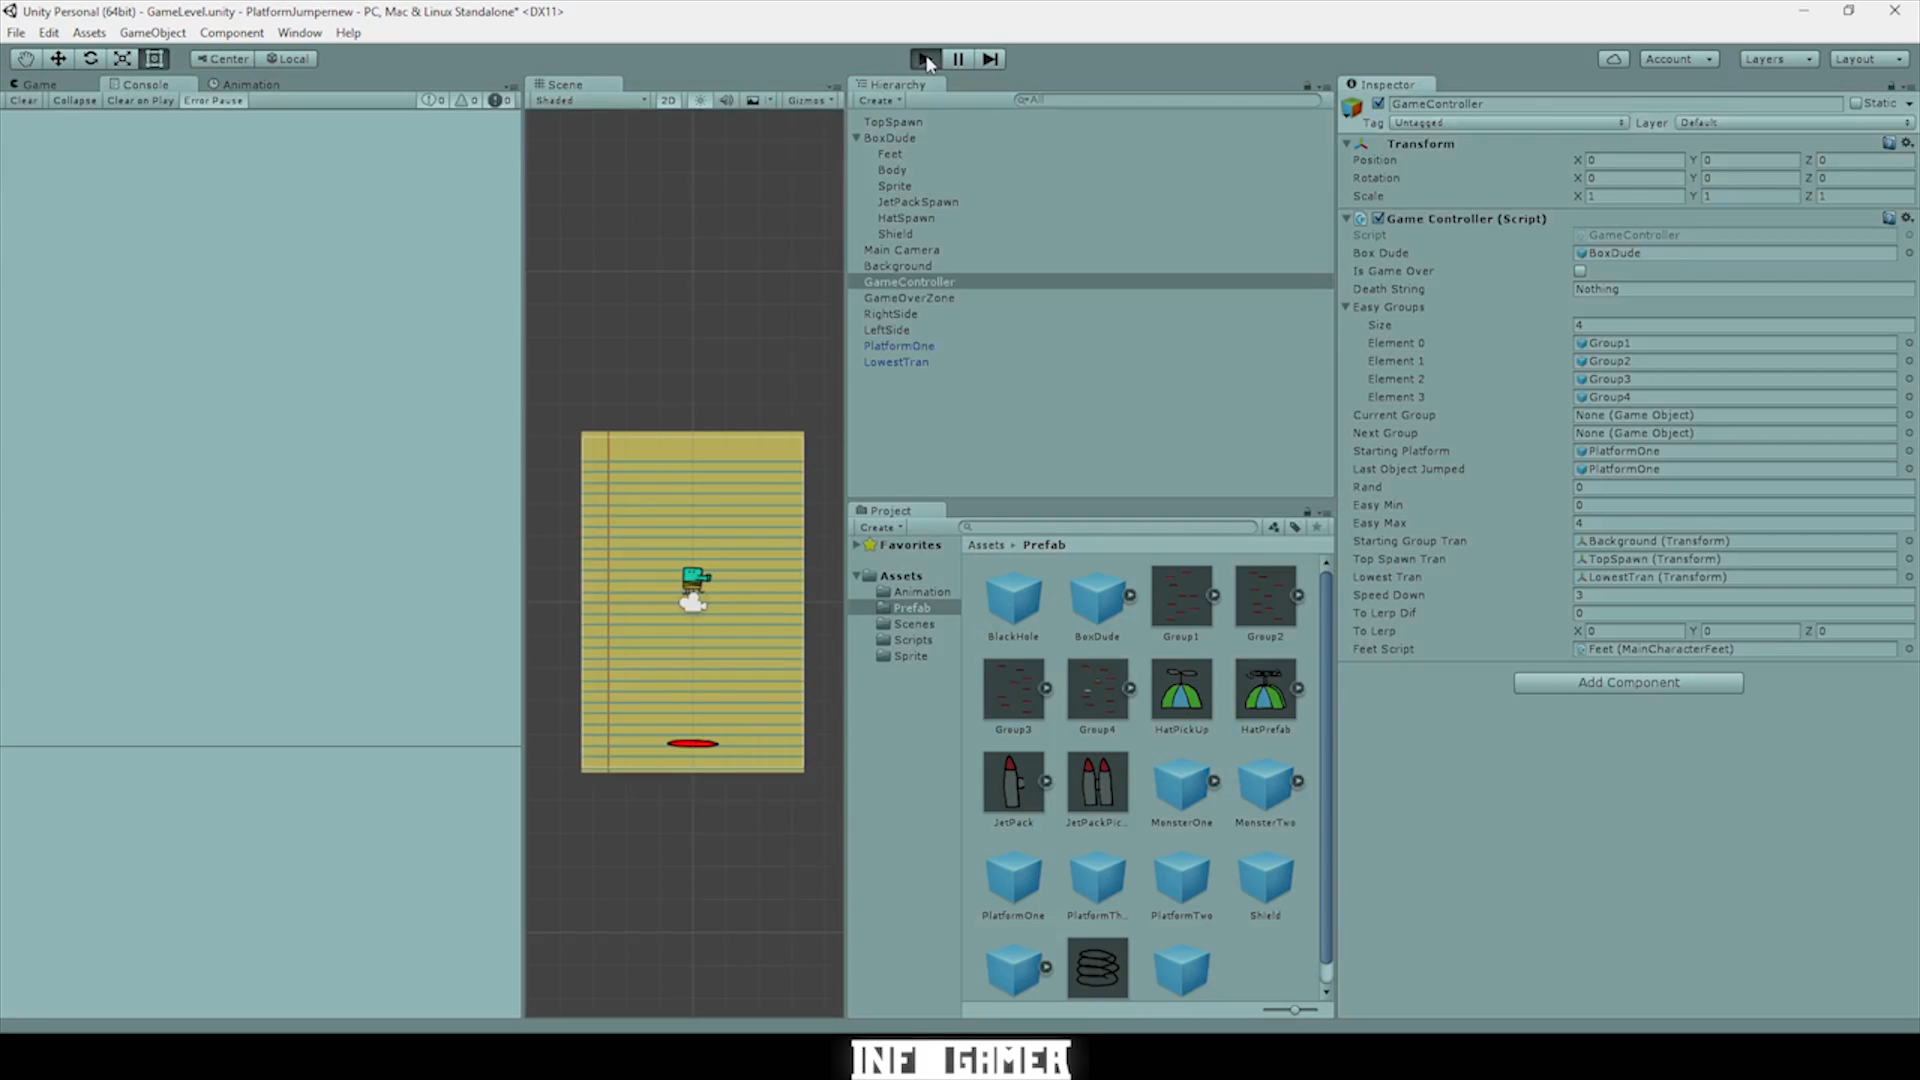 Unity Personal (64bit) - GameLevel.unity - PlatformJumpernew - PC, Mac & Linux Standalone* <DX11>
File Edit Assets GameObject Component Window Help
Center Local Account Layers Layout
Game Console Animation
Clear Collapse Clear on Play Error Pause 0 0 0
Scene
Shaded 2D Gizmos
Hierarchy
Create All
TopSpawn
BoxDude
Feet
Body
Sprite
JetPackSpawn
HatSpawn
Shield
Main Camera
Background
GameController
GameOverZone
RightSide
LeftSide
PlatformOne
LowestTran
Project
Create
Favorites
Assets
Animation
Prefab
Scenes
Scripts
Sprite
Assets Prefab
BlackHole BoxDude Group1 Group2
Group3 Group4 HatPickUp HatPrefab
JetPack JetPackPic... MonsterOne MonsterTwo
PlatformOne PlatformTh... PlatformTwo Shield
Inspector
GameController Static
Tag Untagged Layer Default
Transform
Position X 0 Y 0 Z 0
Rotation X 0 Y 0 Z 0
Scale X 1 Y 1 Z 1
Game Controller (Script)
Script GameController
Box Dude BoxDude
Is Game Over
Death String Nothing
Easy Groups
Size 4
Element 0 Group1
Element 1 Group2
Element 2 Group3
Element 3 Group4
Current Group None (Game Object)
Next Group None (Game Object)
Starting Platform PlatformOne
Last Object Jumped PlatformOne
Rand 0
Easy Min 0
Easy Max 4
Starting Group Tran Background (Transform)
Top Spawn Tran TopSpawn (Transform)
Lowest Tran LowestTran (Transform)
Speed Down 3
To Lerp Dif 0
To Lerp X 0 Y 0 Z 0
Feet Script Feet (MainCharacterFeet)
Add Component
INF GAMER